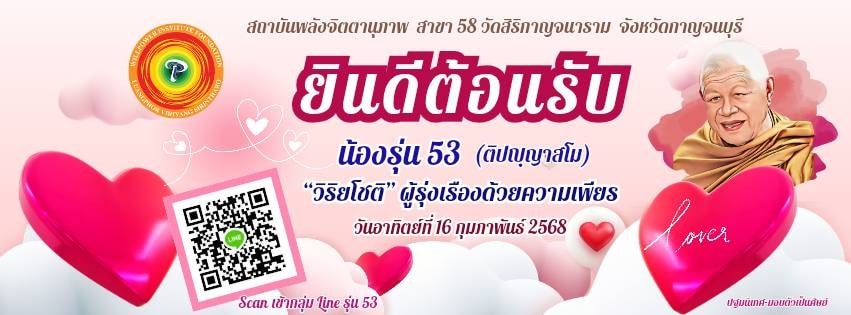 สถาบันพลังจิตตานุภาพ สาขา 58 วัดสิริกาญจนาราม จังหวัดกาญจนบุรี
WILLPOWER INSTITUTE FOUNDATION
LUANGPHOR VIRIYANG SIRINTHARO
ยินดีต้อนรับ
น้องรุ่น 53 (ติปญฺญาสโม)
“วิริยโชติ” ผู้รุ่งเรืองด้วยความเพียร
วันอาทิตย์ที่ 16 กุมภาพันธ์ 2568
LINE
Lover
Scan เข้ากลุ่ม Line รุ่น 53
ปฐมนิเทศ-มอบตัวเป็นศิษย์